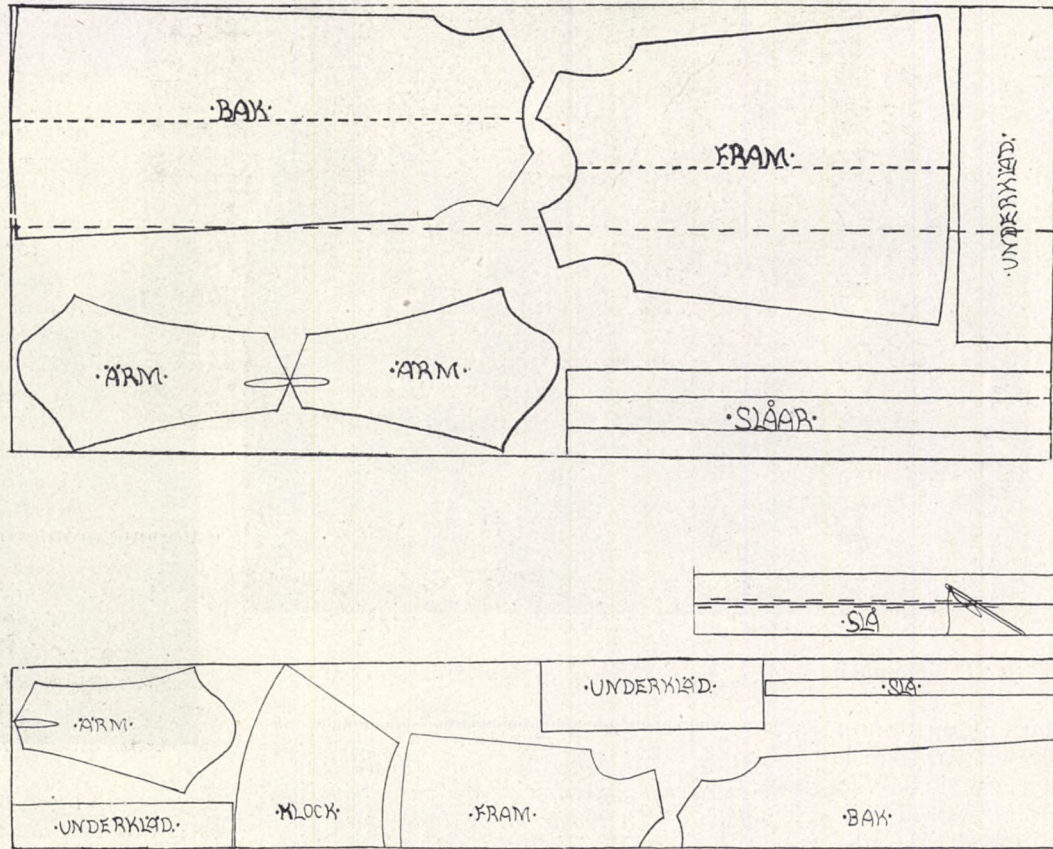 ·BAK·
FRAM·
·UNDERKLÄD.·
·ÄRM·
·ÄRM·
·SLÅAR·
·SLÅ
·ÄRM·
·UNDERKLÄD.
·SLÅ·
·UNDERKLÄD.·
·KLOCK·
·FRAM·
·BAK·